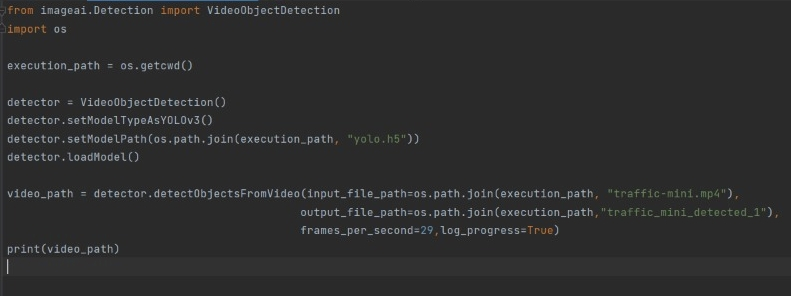 from imageai.Detection import VideoObjectDetection
import os
execution_path = os.getcwd()
detector = VideoObjectDetection()
detector.setModelTypeAsYOLOv3()
detector.setModelPath(os.path.join(execution_path, "yolo.h5"))
detector.loadModel()
video_path = detector.detectObjectsFromVideo(input_file_path=os.path.join(execution_path, "traffic-mini.mp4"),
output_file_path=os.path.join(execution_path,"traffic_mini_detected_1"),
frames_per_second=29,log_progress=True)
print(video_path)